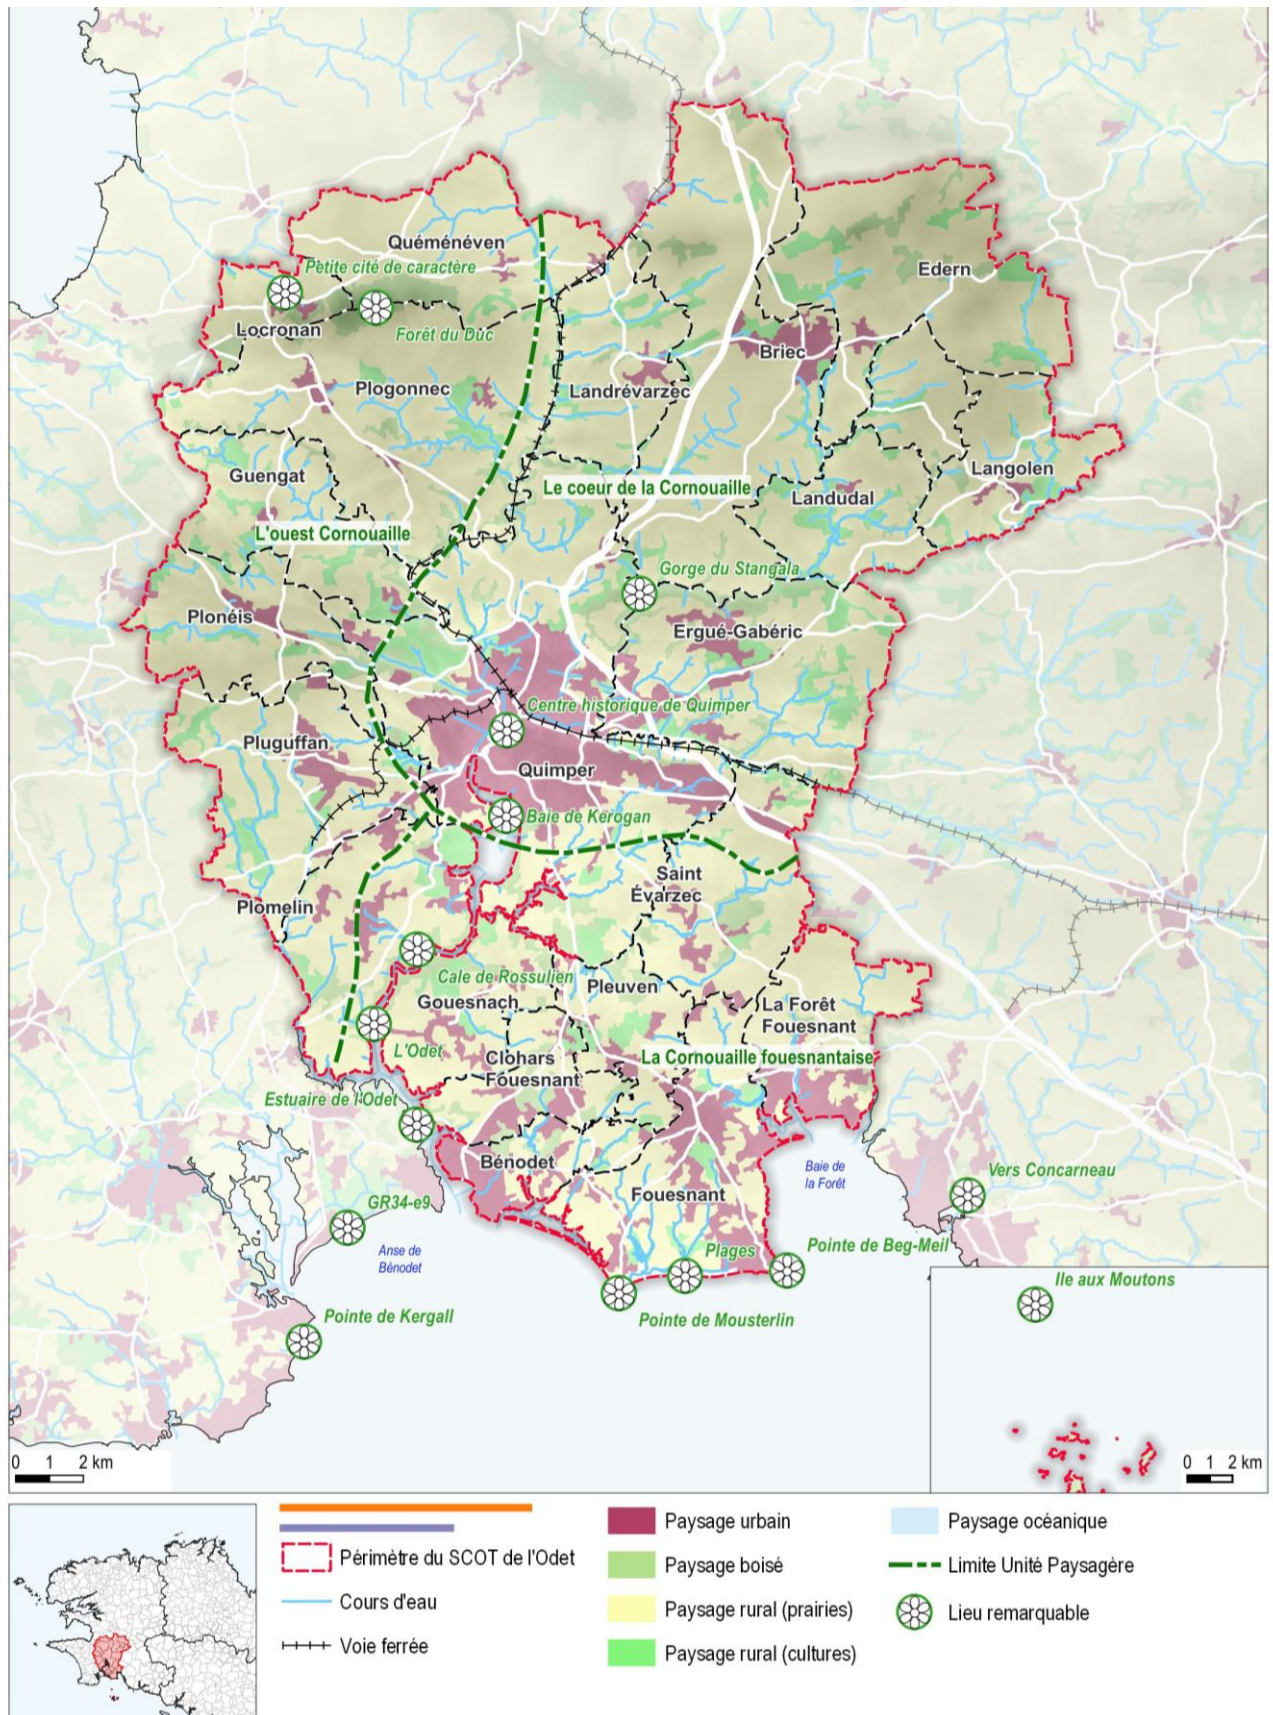 Quéménéven
Petite cité de caractère
Edern
Locronan
Forêt du Duc
Briec
Plogonnec
Landrévarzec
Guengat
Langolen
Le coeur de la Cornouaille
Landudal
L'ouest Cornouaille
Gorge du Stangala
Plonéis
Ergué-Gabéric
Centre historique de Quimper
Pluguffan
Quimper
Baie de Kerogan
Saint
Évarzec
Plomelin
Cale de Rossulien
Pleuven
Gouesnach
La Forêt
Fouesnant
L'Odet
Clohars
Fouesnant
La Cornouaille fouesnantaise
Estuaire de l'Odet
Bénodet
Baie de
la Forêt
Vers Concarneau
Fouesnant
GR34-e9
Anse de
Bénodet
Plages
Pointe de Beg-Meil
Ile aux Moutons
Pointe de Kergall
Pointe de Mousterlin
0 1 2 km
0 1 2 km
Périmètre du SCOT de l'Odet
Cours d'eau
Voie ferrée
Paysage urbain
Paysage boisé
Paysage rural (prairies)
Paysage rural (cultures)
Paysage océanique
Limite Unité Paysagère
Lieu remarquable